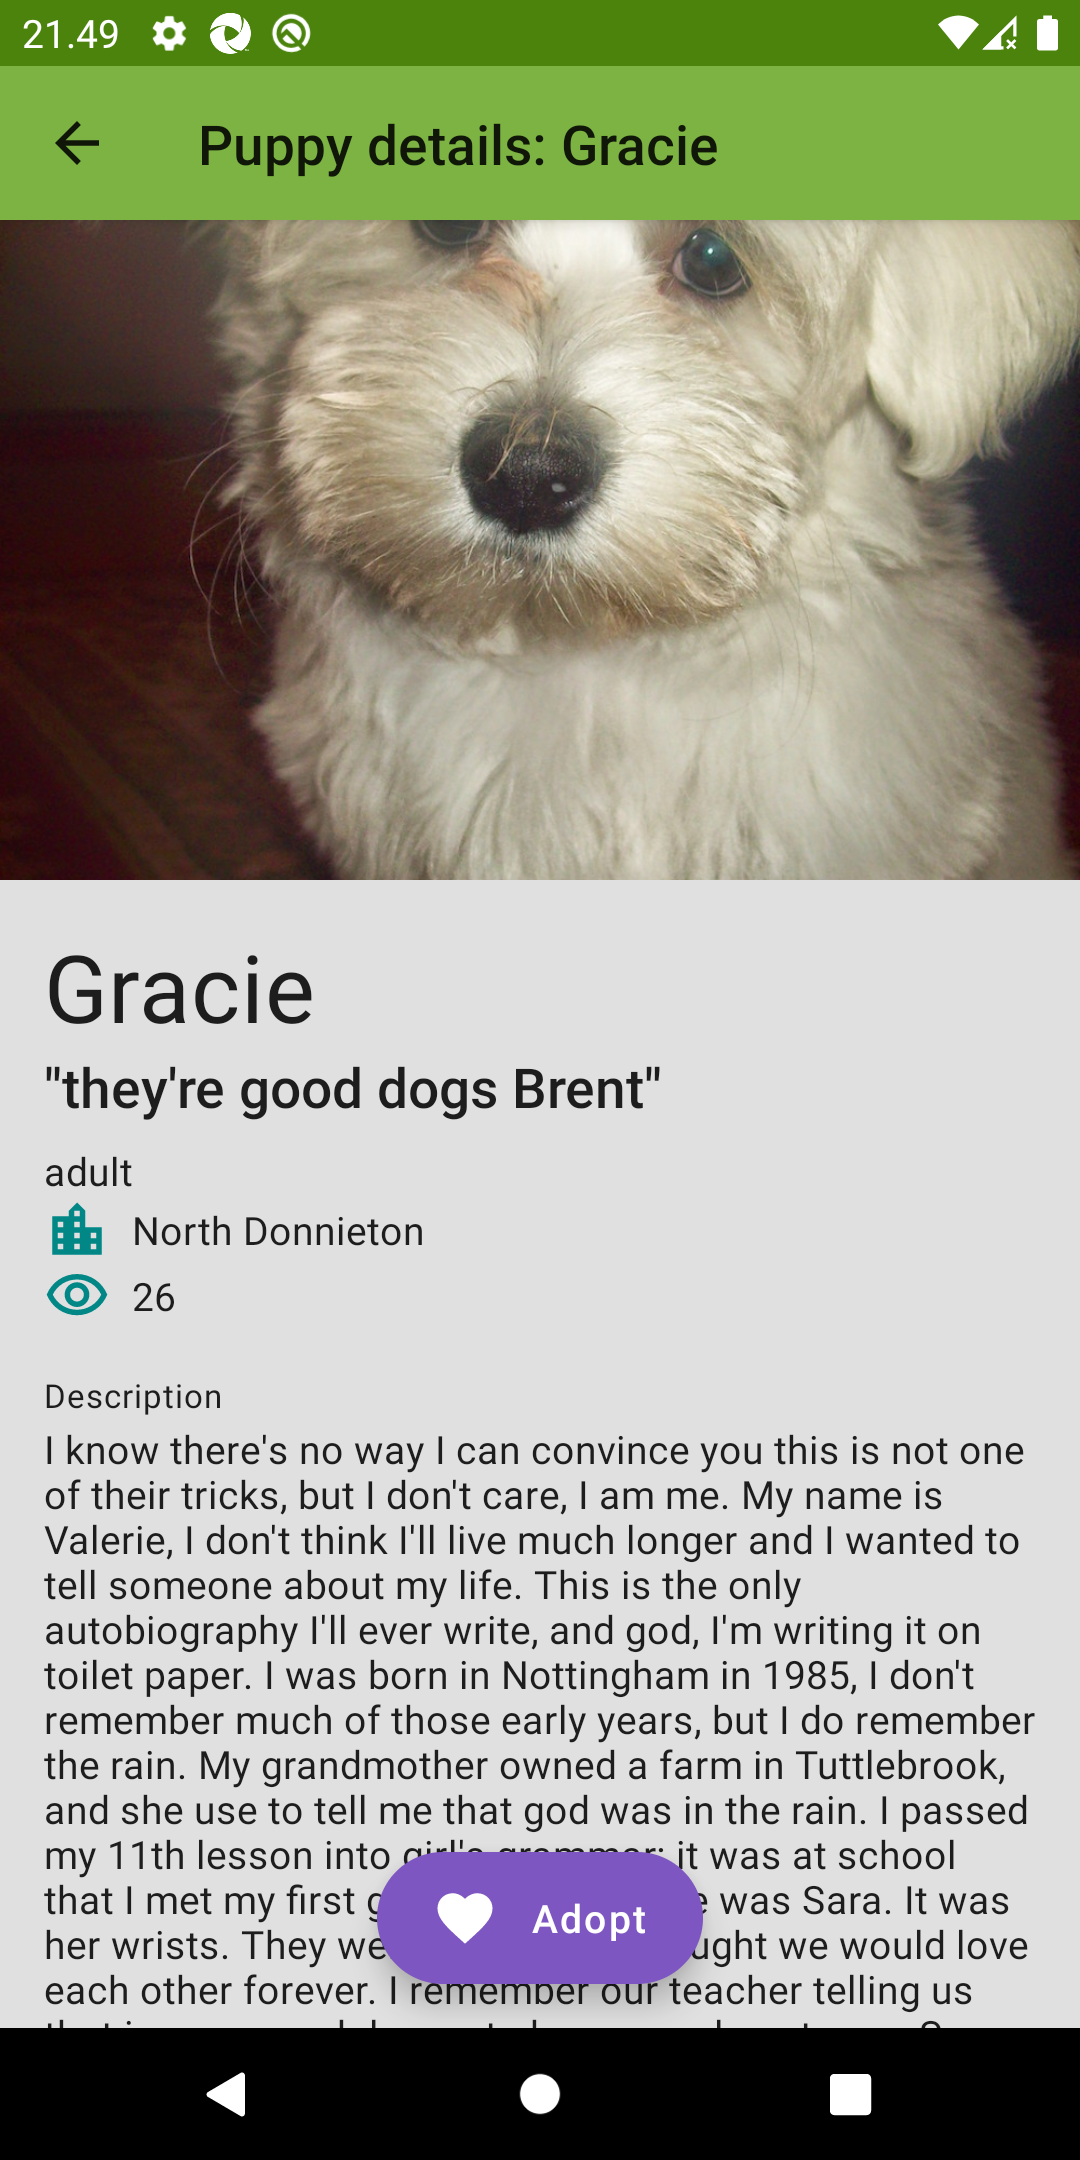 21.49
Puppy details: Gracie
Gracie
"they're good dogs Brent"
adult
North Donnieton
26
Description
I know there's no way I can convince you this is not one
of their tricks, but I don't care, I am me. My name is
Valerie, I don't think I'll live much longer and I wanted to
tell someone about my life. This is the only
autobiography I'll ever write, and god, I'm writing it on
toilet paper. I was born in Nottingham in 1985, I don't
remember much of those early years, but I do remember
the rain. My grandmother owned a farm in Tuttlebrook,
and she use to tell me that god was in the rain. I passed
my 11th lesson into girl's grammar; it was at school
that I met my first was Sara. It was
her wrists. They we would love
each other forever. I remember our teacher telling us
Adopt